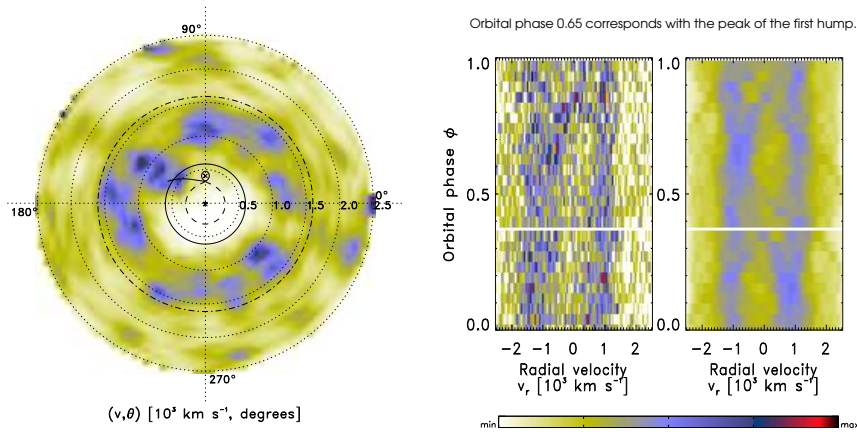 Orbital phase 0.65 corresponds with the peak of the first hump.
90°
180°
0°
0.5 1.0 1.5 2.0 2.5
270°
(v,θ) [10³ km s⁻¹, degrees]
Orbital phase ϕ
1.0
0.5
0.0
-2 -1 0 1 2
Radial velocity
vᵣ [10³ km s⁻¹]
1.0
0.5
0.0
-2 -1 0 1 2
Radial velocity
vᵣ [10³ km s⁻¹]
min max